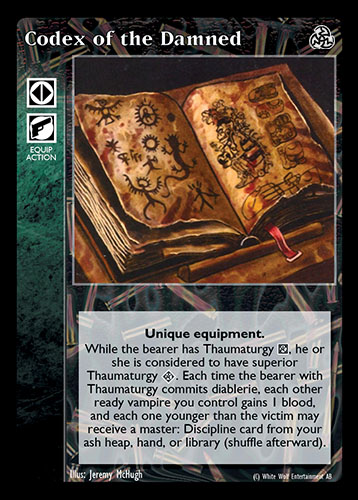 Codex of the Damned
EQUIP
ACTION
Unique equipment.
While the bearer has Thaumaturgy , he or
she is considered to have superior
Thaumaturgy . Each time the bearer with
Thaumaturgy commits diablerie, each other
ready vampire you control gains 1 blood,
and each one younger than the victim may
receive a master: Discipline card from your
ash heap, hand, or library (shuffle afterward).
Illus: Jeremy McHugh
(C) White Wolf Entertainment AB